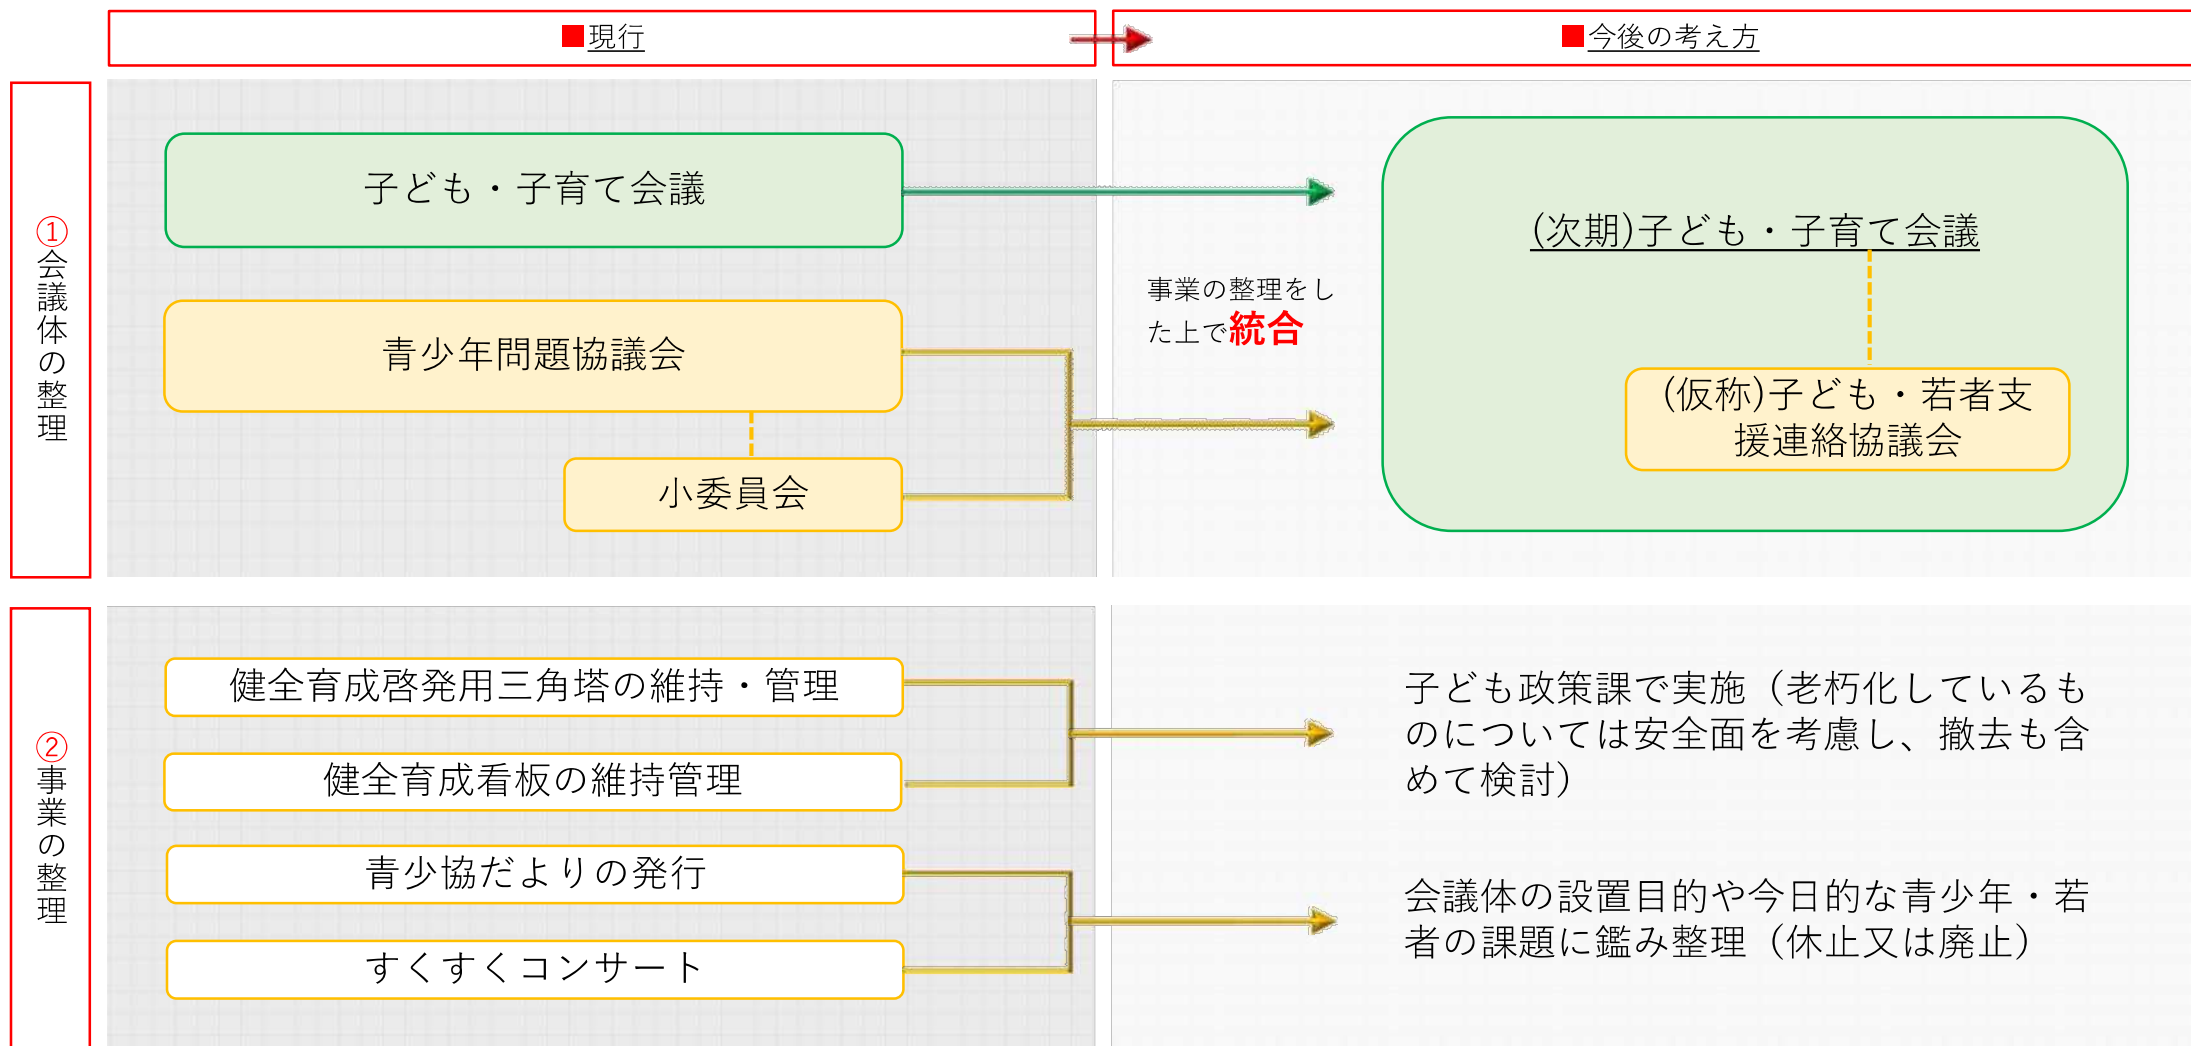 ■現行
■今後の考え方
①会議体の整理
子ども・子育て会議
青少年問題協議会
小委員会
事業の整理をし
た上で統合
(次期)子ども・子育て会議
(仮称)子ども・若者支
援連絡協議会
②事業の整理
健全育成啓発用三角塔の維持・管理
健全育成看板の維持管理
青少協だよりの発行
すくすくコンサート
子ども政策課で実施（老朽化しているも
のについては安全面を考慮し、撤去も含
めて検討）
会議体の設置目的や今日的な青少年・若
者の課題に鑑み整理（休止又は廃止）